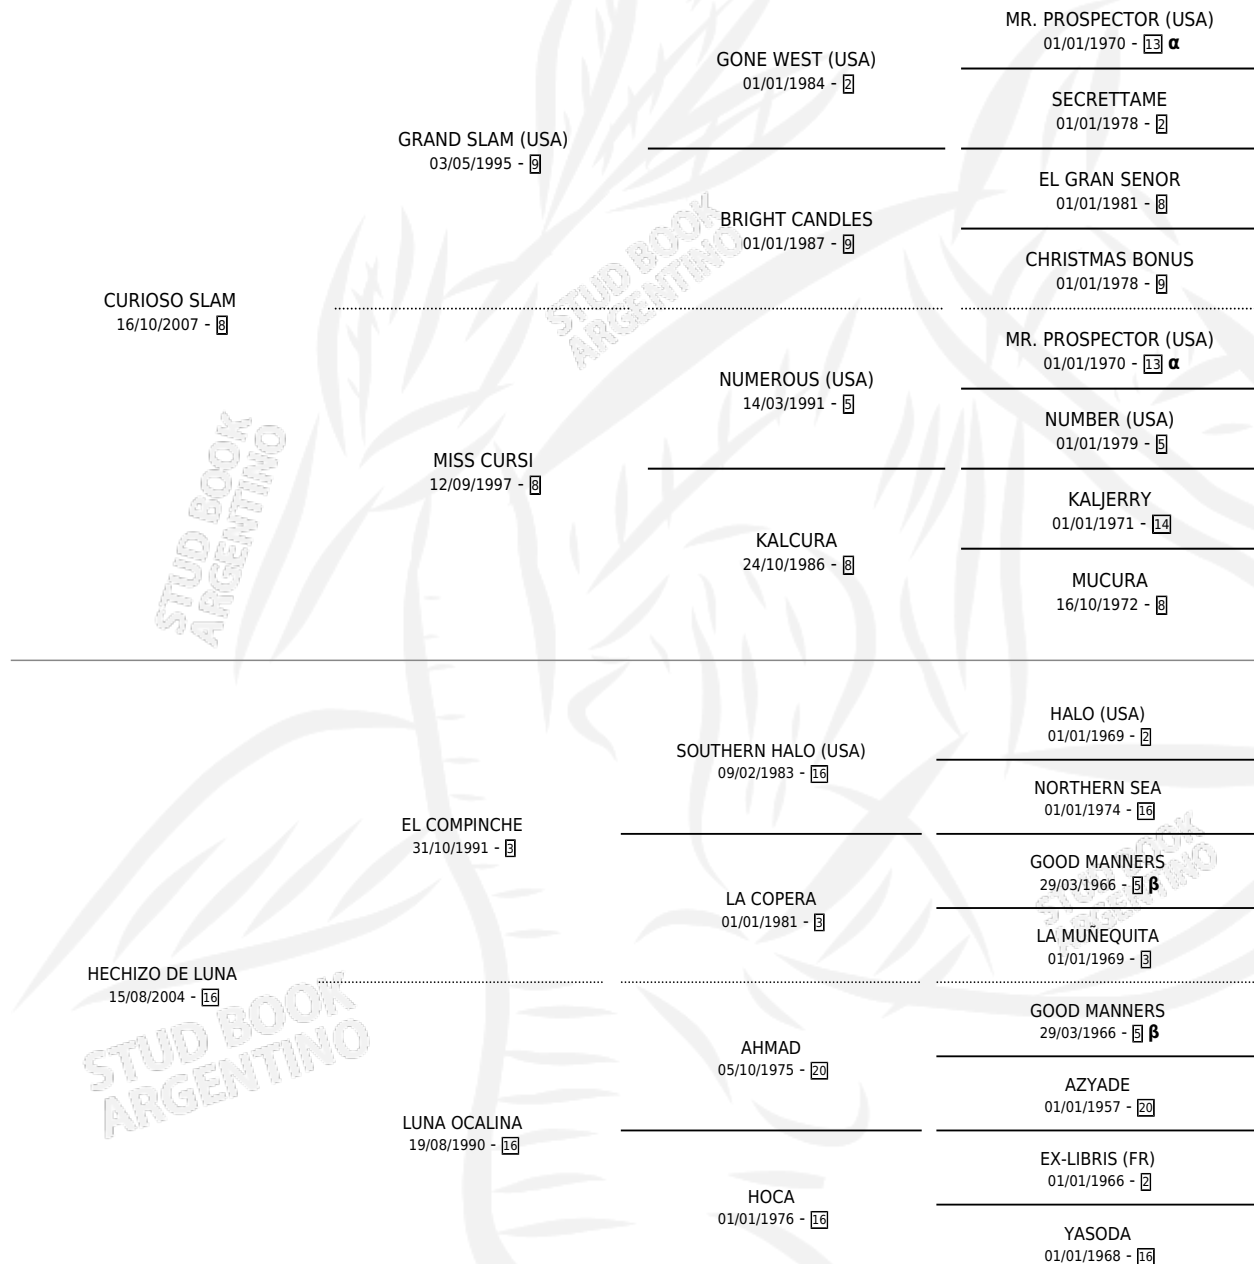 MR. PROSPECTOR (USA)
01/01/1970 - 13 α
GONE WEST (USA)
01/01/1984 - 2
SECRETTAME
01/01/1978 - 2
GRAND SLAM (USA)
03/05/1995 - 9
EL GRAN SENOR
01/01/1981 - 8
BRIGHT CANDLES
01/01/1987 - 9
CHRISTMAS BONUS
01/01/1978 - 9
CURIOSO SLAM
16/10/2007 - 8
MR. PROSPECTOR (USA)
01/01/1970 - 13 α
NUMEROUS (USA)
14/03/1991 - 5
NUMBER (USA)
01/01/1979 - 5
MISS CURSI
12/09/1997 - 8
KALJERRY
01/01/1971 - 14
KALCURA
24/10/1986 - 8
MUCURA
16/10/1972 - 8
STUD BOOK
ARGENTINO
STUD BOOK
ARGENTINO
HALO (USA)
01/01/1969 - 2
SOUTHERN HALO (USA)
09/02/1983 - 16
NORTHERN SEA
01/01/1974 - 16
EL COMPINCHE
31/10/1991 - 3
GOOD MANNERS
29/03/1966 - 5 β
LA COPERA
01/01/1981 - 3
LA MUÑEQUITA
01/01/1969 - 3
HECHIZO DE LUNA
15/08/2004 - 16
GOOD MANNERS
29/03/1966 - 5 β
AHMAD
05/10/1975 - 20
AZYADE
01/01/1957 - 20
LUNA OCALINA
19/08/1990 - 16
EX-LIBRIS (FR)
01/01/1966 - 2
HOCA
01/01/1976 - 16
YASODA
01/01/1968 - 16
STUD BOOK
ARGENTINO
STUD BOOK
ARGENTINO